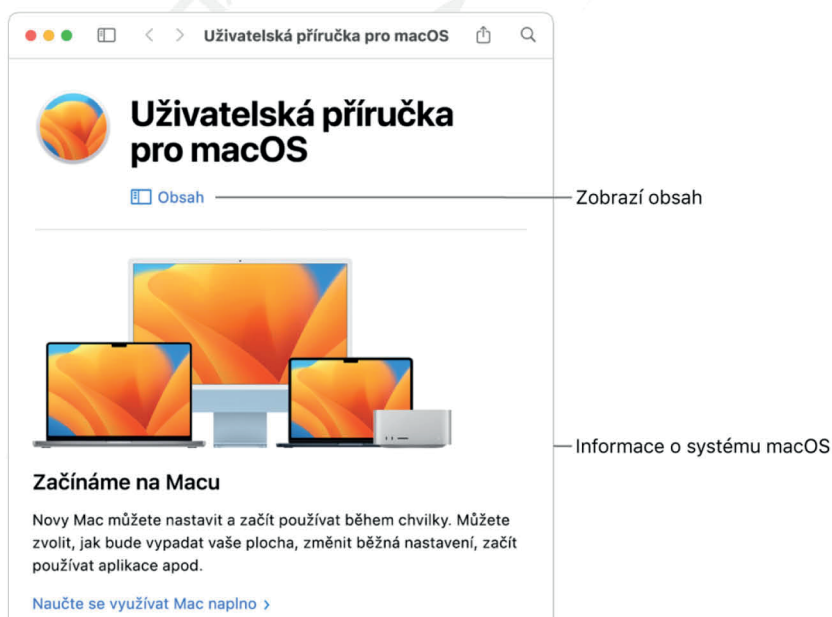 Uživatelská příručka pro macOS
Uživatelská příručka
pro macOS
Obsah
Zobrazí obsah
Informace o systému macOS
Začínáme na Macu
Novy Mac můžete nastavit a začít používat během chvilky. Můžete
zvolit, jak bude vypadat vaše plocha, změnit běžná nastavení, začít
používat aplikace apod.
Naučte se využívat Mac naplno >